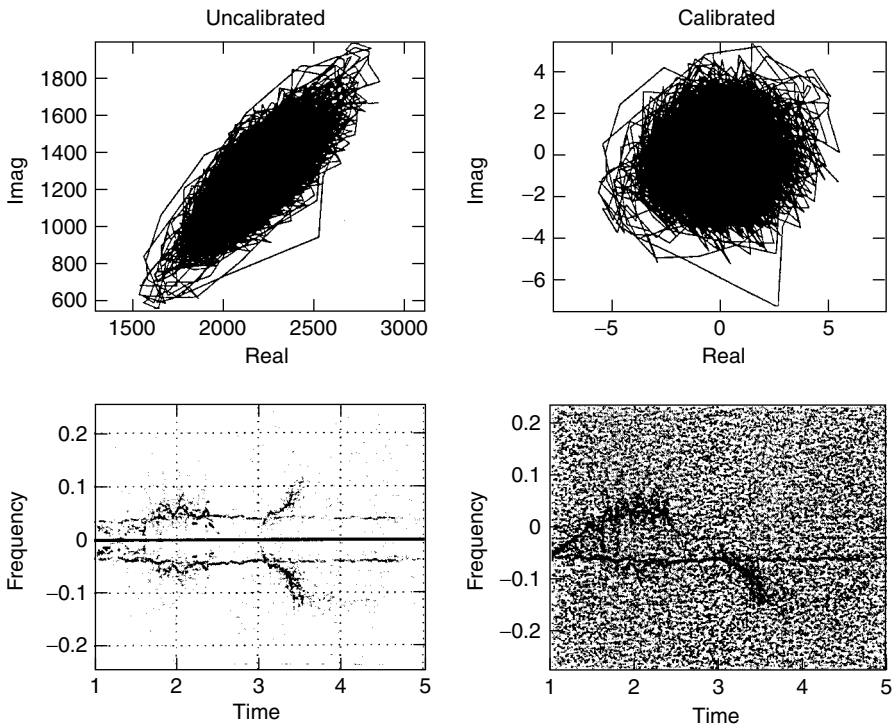 Uncalibrated
1800
1600
1400
1200
1000
800
600
Imag
1500 2000 2500 3000
Real
Calibrated
4
2
0
−2
−4
−6
Imag
−5 0 5
Real
0.2
0.1
0
−0.1
−0.2
Frequency
1 2 3 4 5
Time
0.2
0.1
0
−0.1
−0.2
Frequency
1 2 3 4 5
Time